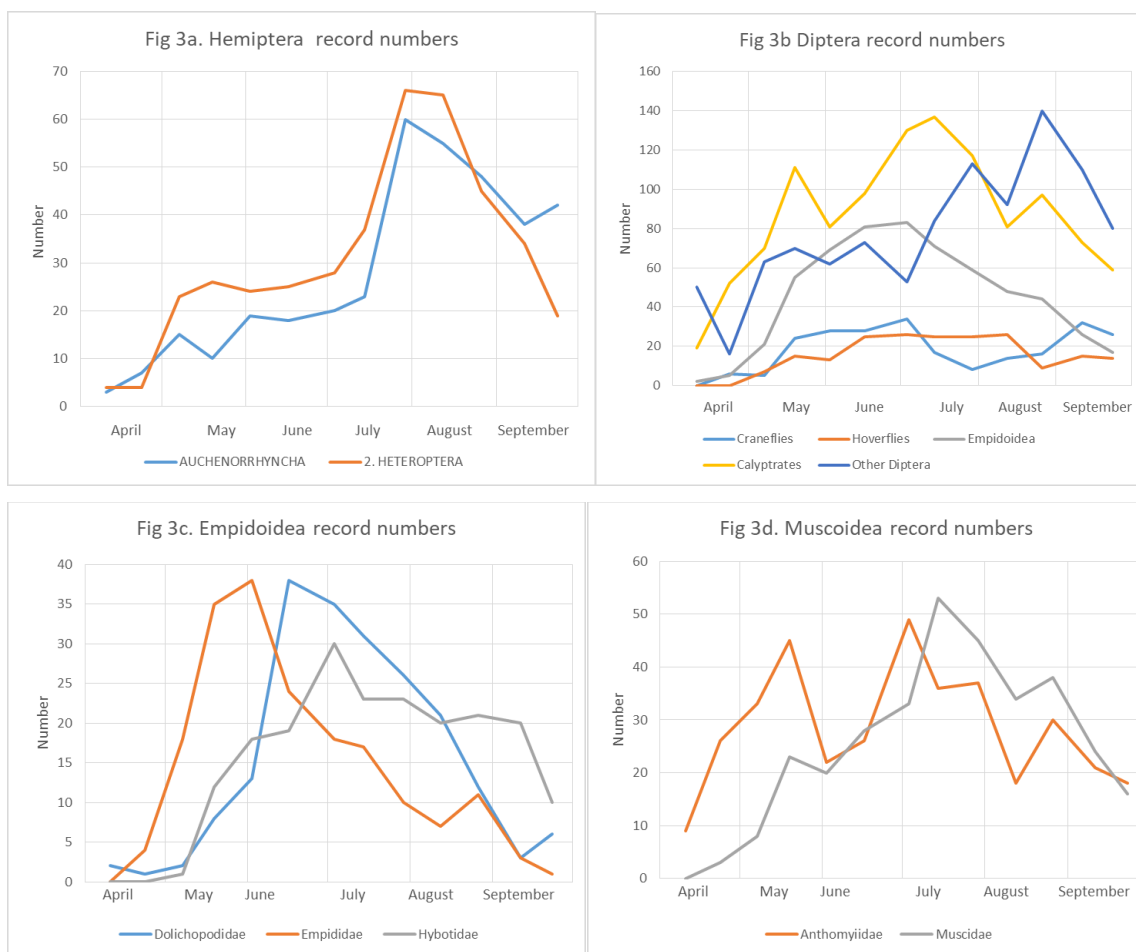 Fig 3a. Hemiptera record numbers
70
60
50
40
30
20
10
0
Number
April May June July August September
AUCHENORRHYNCHA 2. HETEROPTERA
Fig 3b Diptera record numbers
160
140
120
100
80
60
40
20
0
Number
April May June July August September
Craneflies Hoverflies Empidoidea
Calyptrates Other Diptera
Fig 3c. Empidoidea record numbers
40
35
30
25
20
15
10
5
0
Number
April May June July August September
Dolichopodidae Empididae Hybotidae
Fig 3d. Muscoidea record numbers
60
50
40
30
20
10
0
Number
April May June July August September
Anthomyiidae Muscidae